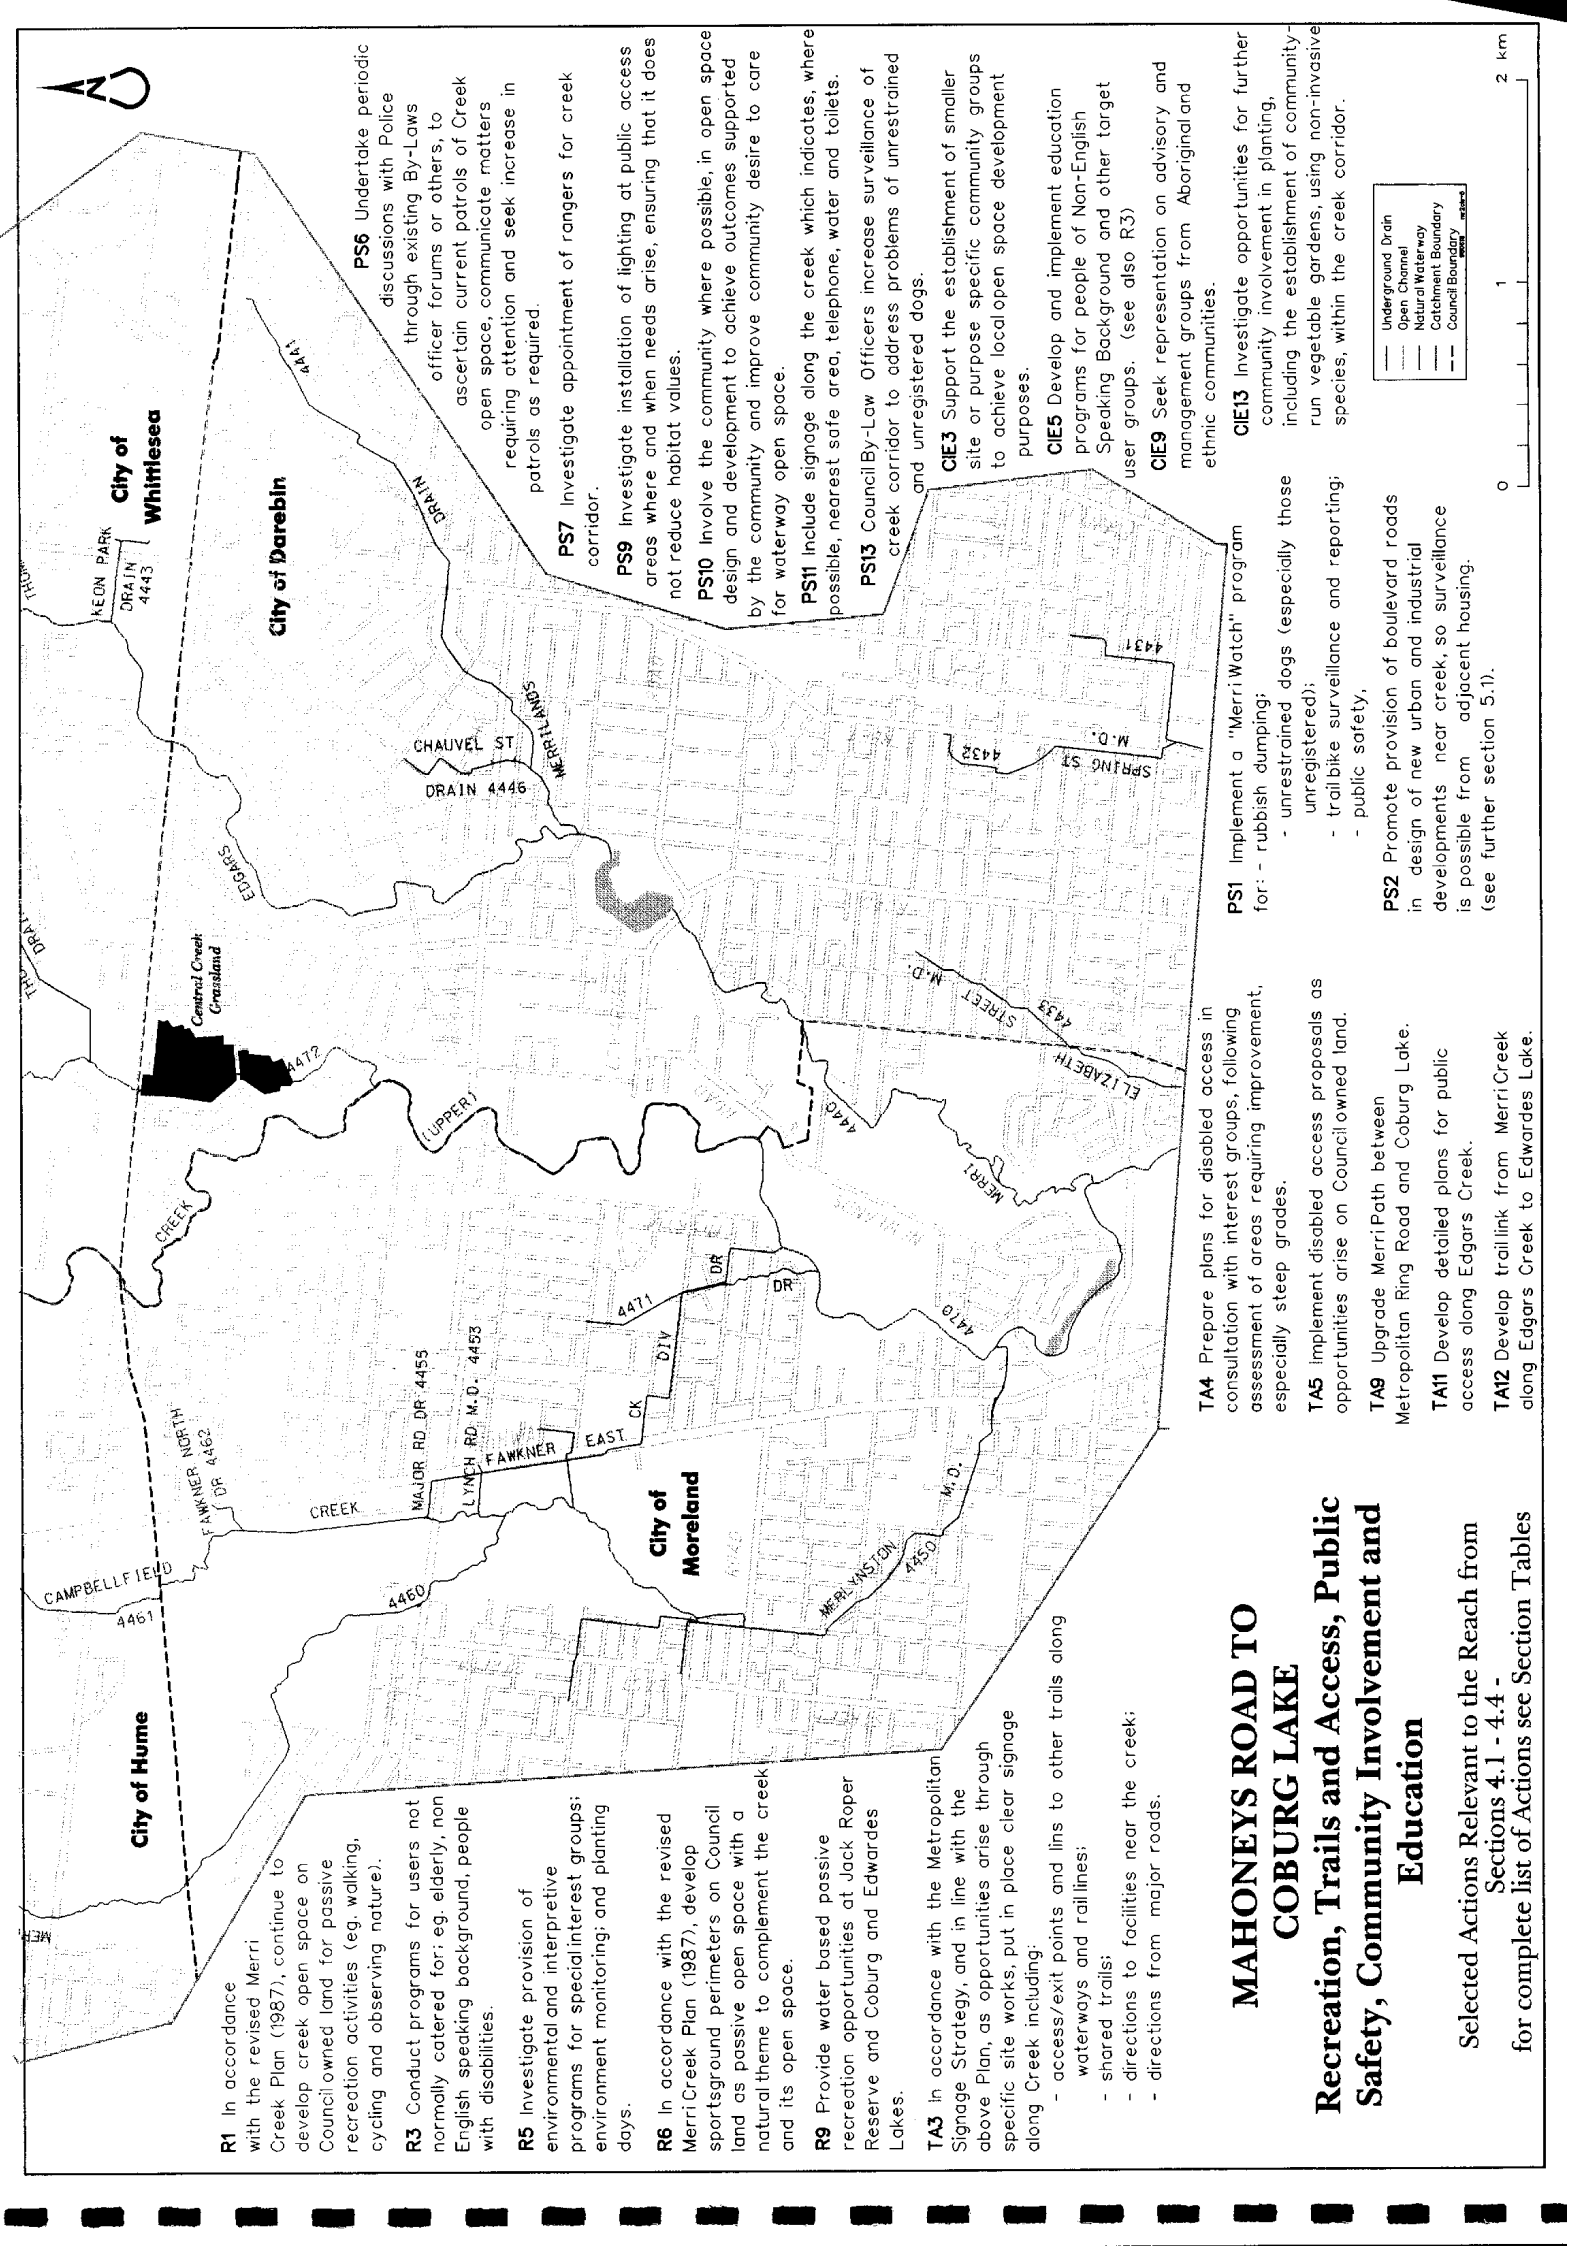 R1 In accordance
with the revised Merri
Creek Plan (1987), continue to
develop creek open space on
Council owned land for passive
recreation activities (eg. walking,
cycling and observing nature).
R3 Conduct programs for users not
normally catered for; eg. elderly, non
English speaking background, people
with disabilities.
R5 Investigate provision of
environmental and interpretive
programs for special interest groups;
environment monitoring; and planting
days.
R6 In accordance with the revised
Merri Creek Plan (1987), develop
sportsground perimeters on Council
land as passive open space with a
natural theme to complement the creek
and its open space.
R9 Provide water based passive
recreation opportunities at Jack Roper
Reserve and Coburg and Edwardes
Lakes.
TA3 In accordance with the Metropolitan
Signage Strategy, and in line with the
above Plan, as opportunities arise through
specific site works, put in place clear signage
along Creek including:
- access/exit points and lins to other trails along
waterways and rail lines;
- shared trails;
- directions to facilities near the creek;
- directions from major roads.
City of Hume
City of
Whittlesea
City of Darebin
City of
Moreland
Central Creek
Grassland
MER
CAMPBELLFIELD
4461
FAWKNER NORTH
DR 4462
CREEK
4460
MAJOR RD DR 4455
LYNCH RD M.D. 4453
FAWKNER
EAST
CK
DIV
DR
DR
4471
4470
MERLYNSTON
4450
M.D.
CREEK
(UPPER)
4472
MERRI
4440
EDGARS
KEON PARK
DRAIN
4443
4441
DRAIN
MERRILANDS
CHAUVEL ST
DRAIN 4446
4432
SPRING ST
M.D.
4431
ELIZABETH
STREET
M.D.
4433
PS6 Undertake periodic
discussions with Police
through existing By-Laws
officer forums or others, to
ascertain current patrols of Creek
open space, communicate matters
requiring attention and seek increase in
patrols as required.
PS7 Investigate appointment of rangers for creek
corridor.
PS9 Investigate installation of lighting at public access
areas where and when needs arise, ensuring that it does
not reduce habitat values.
PS10 Involve the community where possible, in open space
design and development to achieve outcomes supported
by the community and improve community desire to care
for waterway open space.
PS11 Include signage along the creek which indicates, where
possible, nearest safe area, telephone, water and toilets.
PS13 Council By-Law Officers increase surveillance of
creek corridor to address problems of unrestrained
and unregistered dogs.
CIE3 Support the establishment of smaller
site or purpose specific community groups
to achieve local open space development
purposes.
CIE5 Develop and implement education
programs for people of Non-English
Speaking Background and other target
user groups. (see also R3)
CIE9 Seek representation on advisory and
management groups from Aboriginal and
ethnic communities.
CIE13 Investigate opportunities for further
community involvement in planting,
including the establishment of community-
run vegetable gardens, using non-invasive
species, within the creek corridor.
MAHONEYS ROAD TO
COBURG LAKE
Recreation, Trails and Access, Public
Safety, Community Involvement and
Education
Selected Actions Relevant to the Reach from
Sections 4.1 - 4.4 -
for complete list of Actions see Section Tables
TA4 Prepare plans for disabled access in
consultation with interest groups, following
assessment of areas requiring improvement,
especially steep grades.
TA5 Implement disabled access proposals as
opportunities arise on Council owned land.
TA9 Upgrade Merri Path between
Metropolitan Ring Road and Coburg Lake.
TA11 Develop detailed plans for public
access along Edgars Creek.
TA12 Develop trail link from Merri Creek
along Edgars Creek to Edwardes Lake.
PS1 Implement a "Merri Watch" program
for: - rubbish dumping;
- unrestrained dogs (especially those
unregistered);
- trail bike surveillance and reporting;
- public safety,
PS2 Promote provision of boulevard roads
in design of new urban and industrial
developments near creek, so surveillance
is possible from adjacent housing.
(see further section 5.1).
Underground Drain
Open Channel
Natural Waterway
Catchment Boundary
Council Boundary
0 1 2 km
N